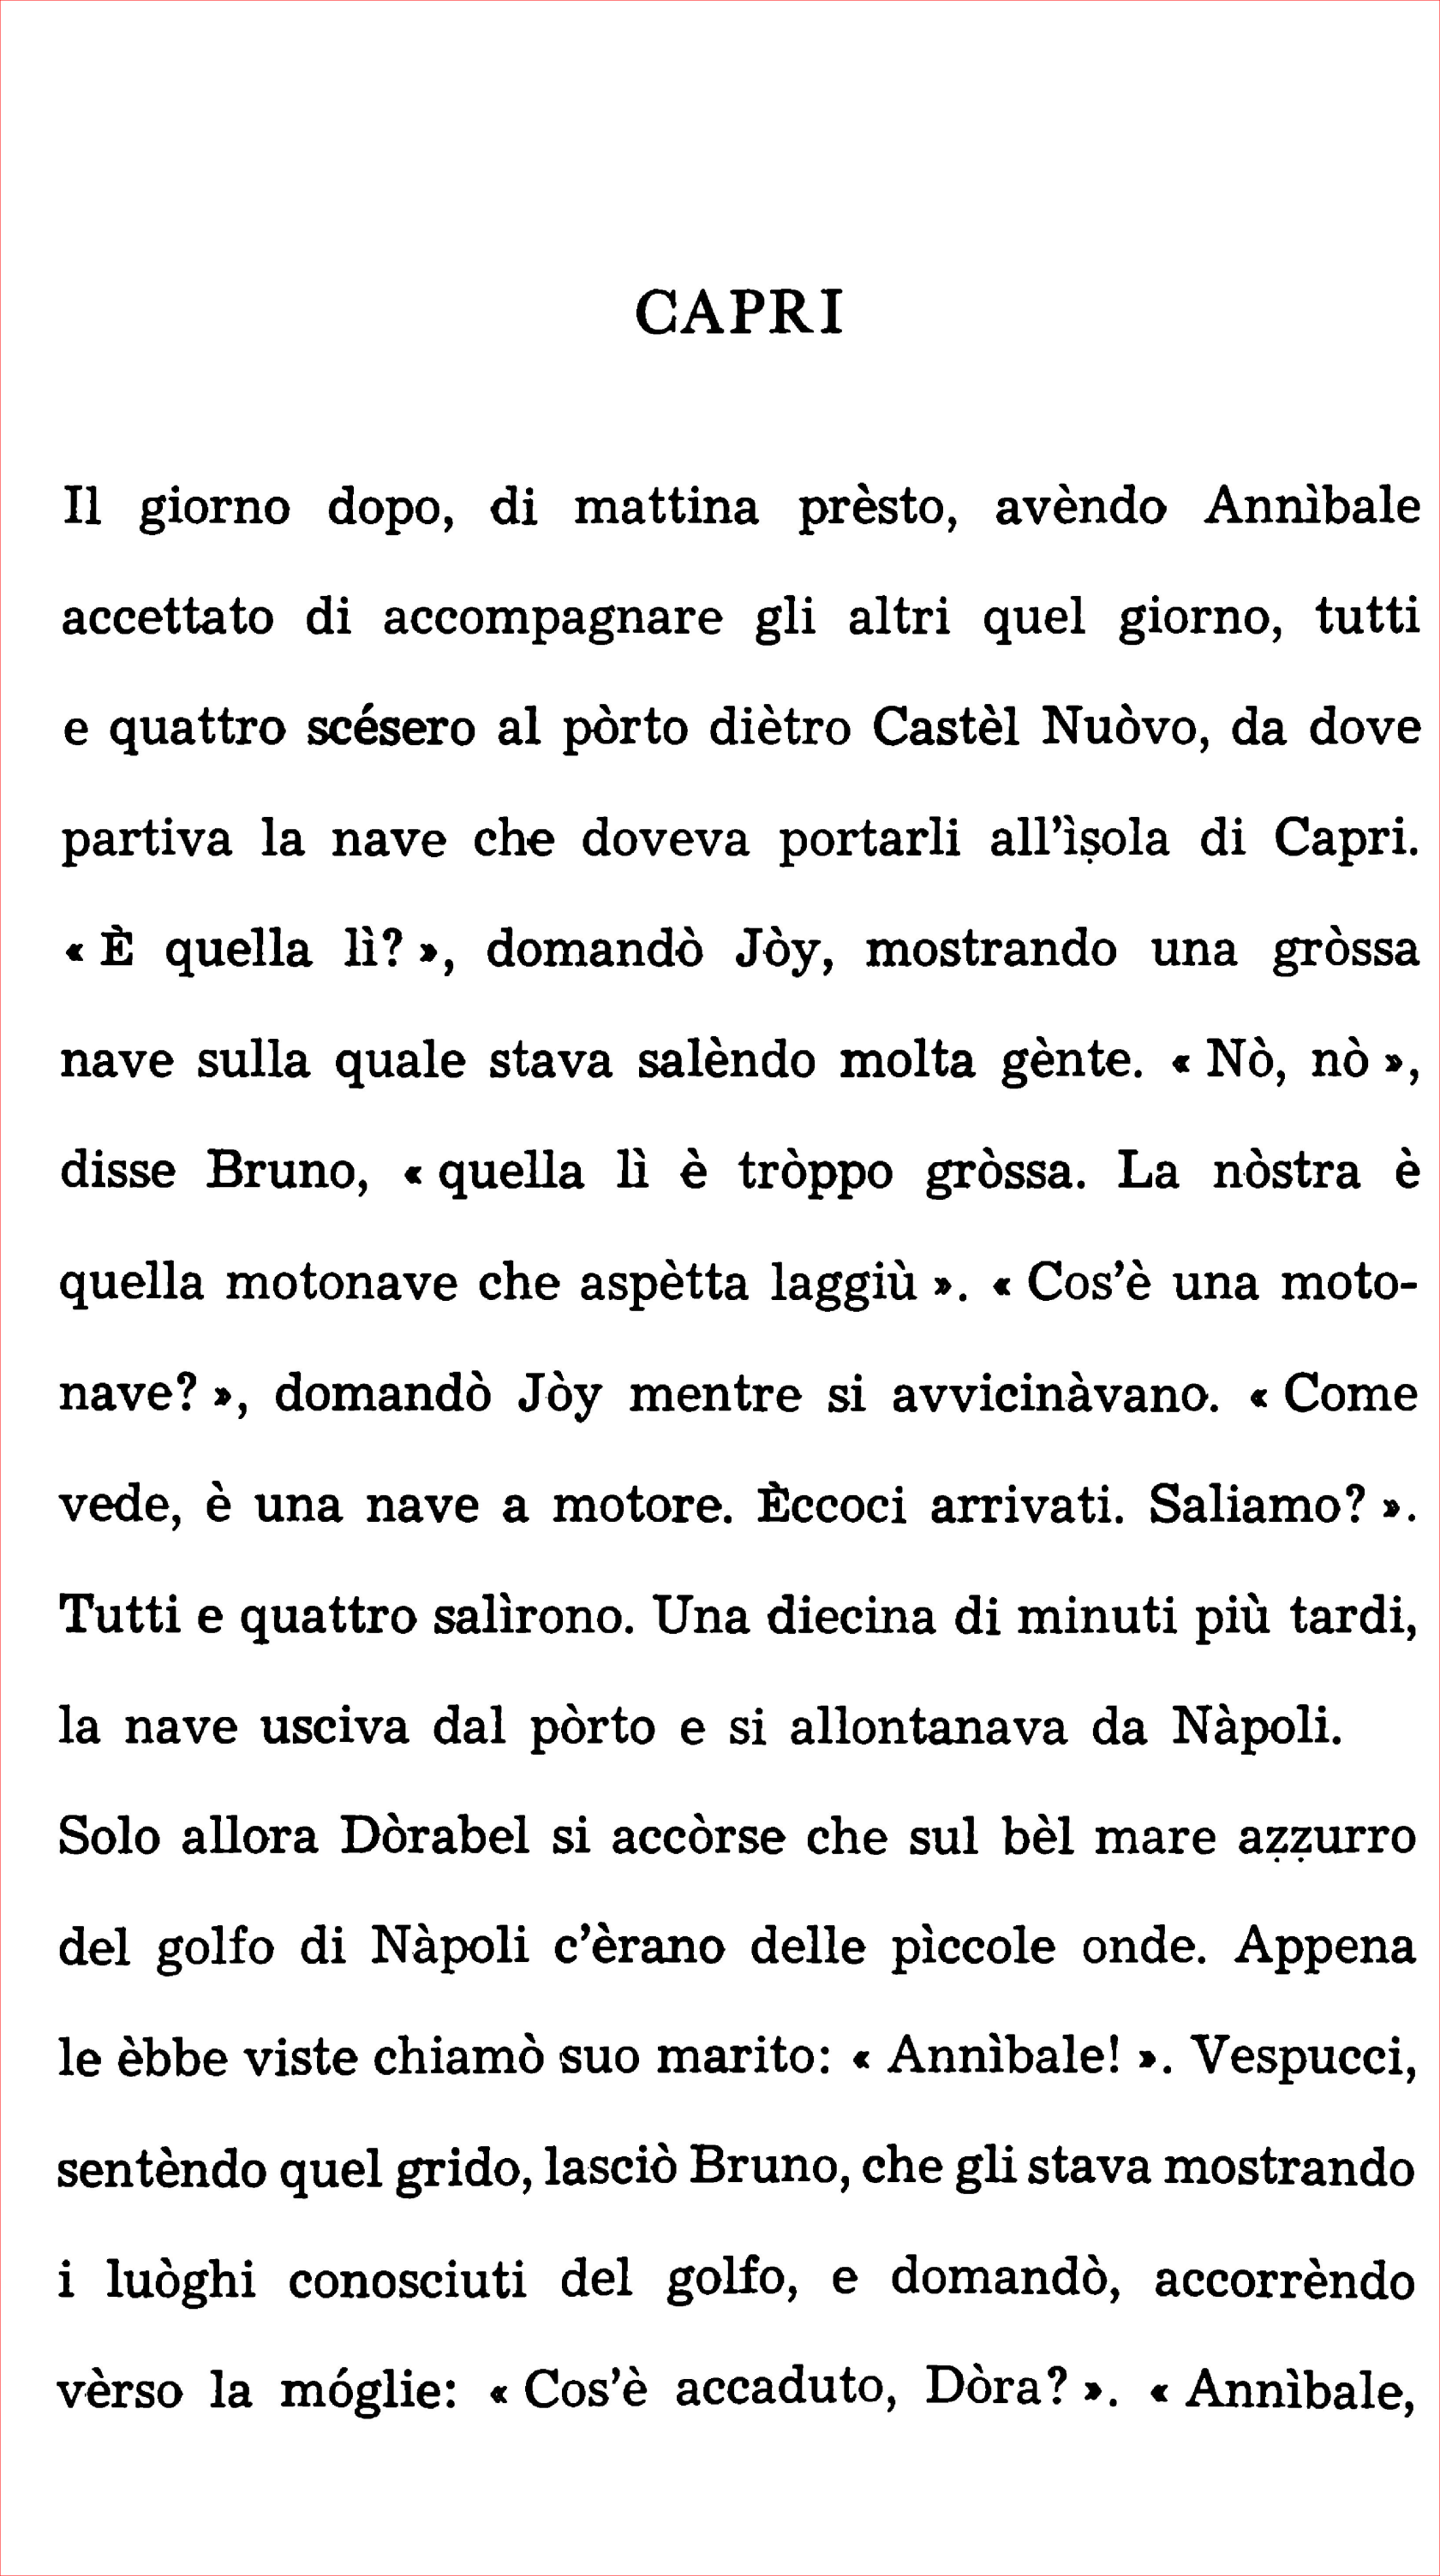 CAPRI
Il giorno dopo, di mattina prèsto, avèndo Annìbale
accettato di accompagnare gli altri quel giorno, tutti
e quattro scésero al pòrto diètro Castèl Nuòvo, da dove
partiva la nave che doveva portarli all’ìṣola di Capri.
« È quella lì? », domandò Jòy, mostrando una gròssa
nave sulla quale stava salèndo molta gènte. « Nò, nò »,
disse Bruno, « quella lì è tròppo gròssa. La nòstra è
quella motonave che aspètta laggiù ». « Cos’è una moto-
nave? », domandò Jòy mentre si avvicinàvano. « Come
vede, è una nave a motore. Èccoci arrivati. Saliamo? ».
Tutti e quattro salìrono. Una diecina di minuti più tardi,
la nave usciva dal pòrto e si allontanava da Nàpoli.
Solo allora Dòrabel si accòrse che sul bèl mare aẓẓurro
del golfo di Nàpoli c’èrano delle pìccole onde. Appena
le èbbe viste chiamò suo marito: « Annìbale! ». Vespucci,
sentèndo quel grido, lasciò Bruno, che gli stava mostrando
i luòghi conosciuti del golfo, e domandò, accorrèndo
vèrso la móglie: « Cos’è accaduto, Dòra? ». « Annìbale,